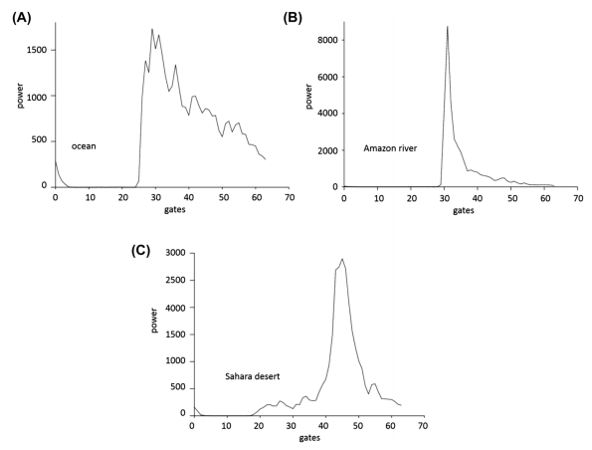 (A)
1500
1000
500
0
power
ocean
0 10 20 30 40 50 60 70
gates
(B)
8000
6000
4000
2000
0
power
Amazon river
0 10 20 30 40 50 60 70
gates
(C)
3000
2500
2000
1500
1000
500
0
power
Sahara desert
0 10 20 30 40 50 60 70
gates